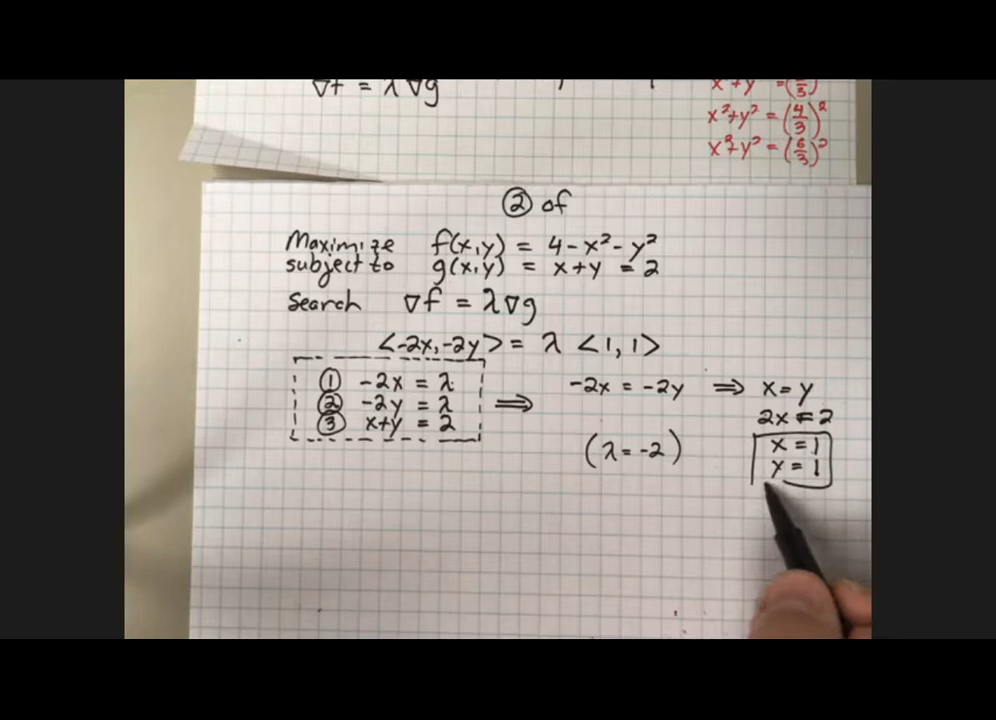 ∇f = λ∇g
x²+y² = (4/3)²
x²+y² = (6/3)²
② of
Maximize f(x,y) = 4-x²-y²
subject to g(x,y) = x+y = 2
Search ∇f = λ∇g
<-2x,-2y> = λ <1,1>
① -2x = λ
② -2y = λ
③ x+y = 2
⟹ -2x = -2y ⟹ x=y
2x = 2
(λ = -2)
x = 1
y = 1